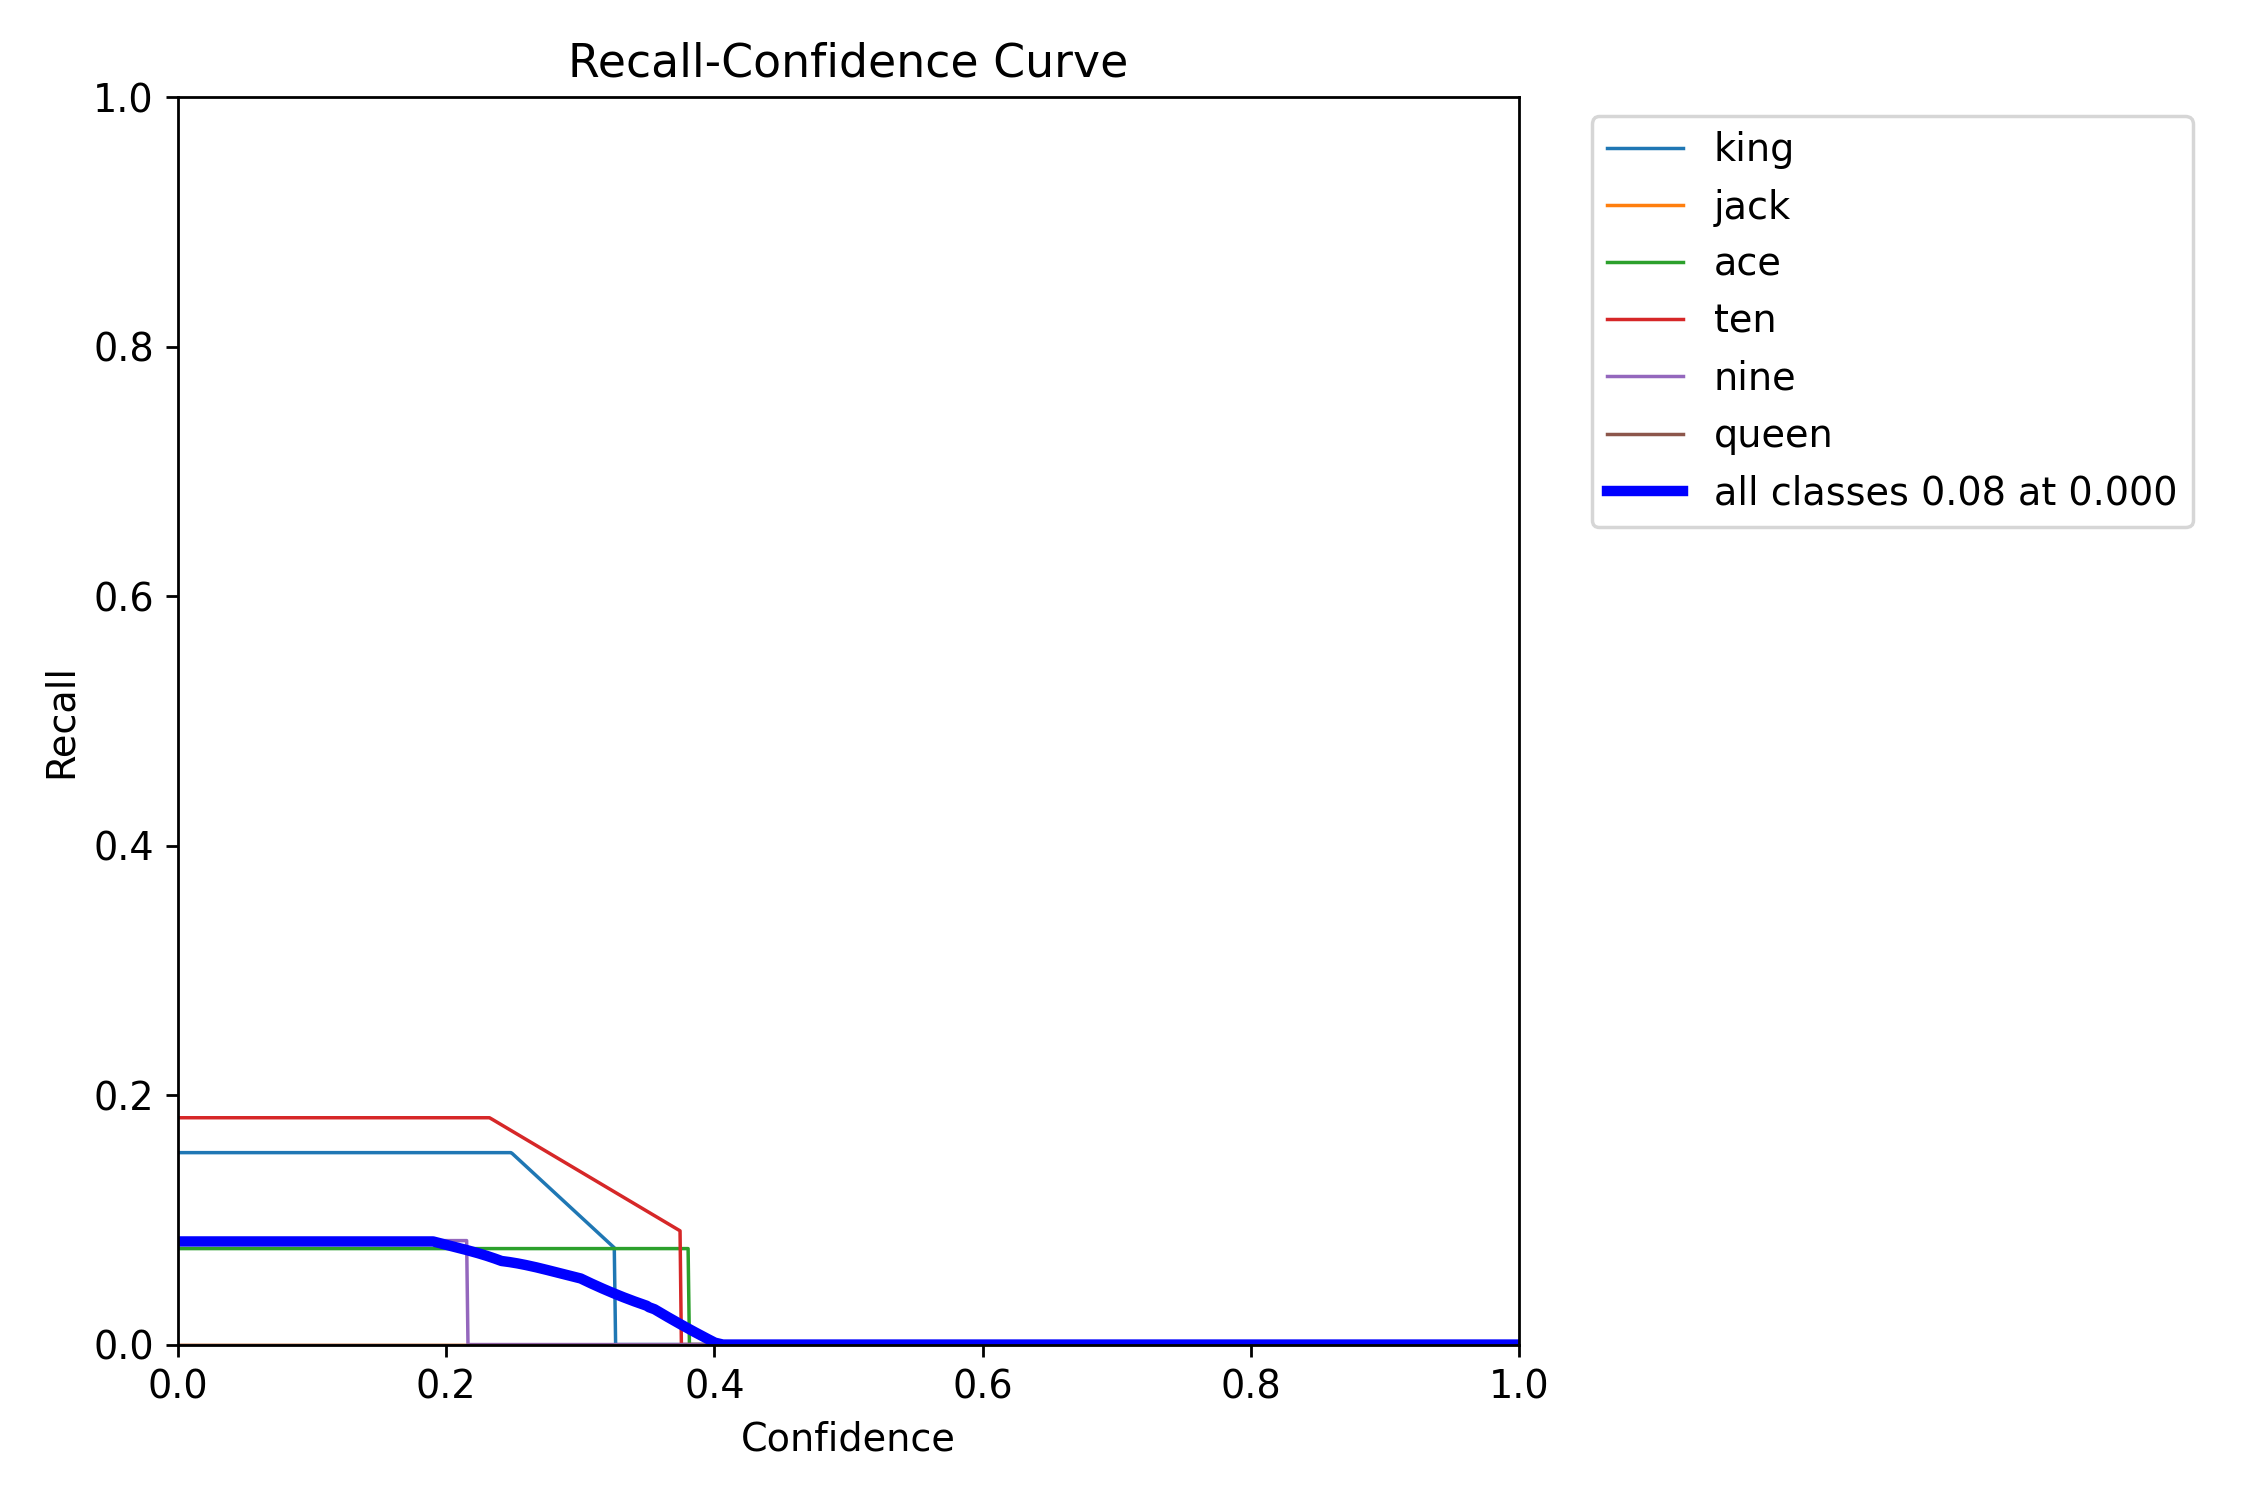 Recall-Confidence Curve
1.0
0.8
0.6
0.4
0.2
0.0
Recall
0.0 0.2 0.4 0.6 0.8 1.0
Confidence
king
jack
ace
ten
nine
queen
all classes 0.08 at 0.000